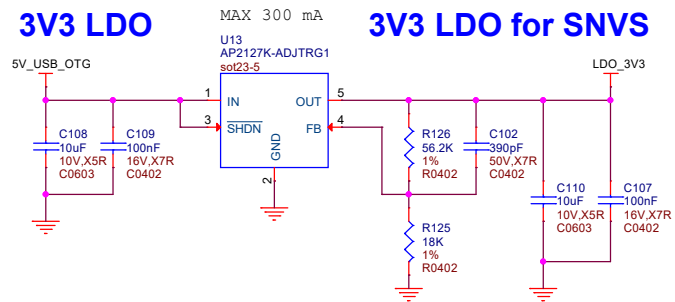 3V3 LDO
MAX 300 mA
3V3 LDO for SNVS
U13
AP2127K-ADJTRG1
sot23-5
5V_USB_OTG
LDO_3V3
1
IN
OUT
5
3
SHDN
FB
4
GND
2
C108
10uF
10V,X5R
C0603
C109
100nF
16V,X7R
C0402
R126
56.2K
1%
R0402
C102
390pF
50V,X7R
C0402
R125
18K
1%
R0402
C110
10uF
10V,X5R
C0603
C107
100nF
16V,X7R
C0402